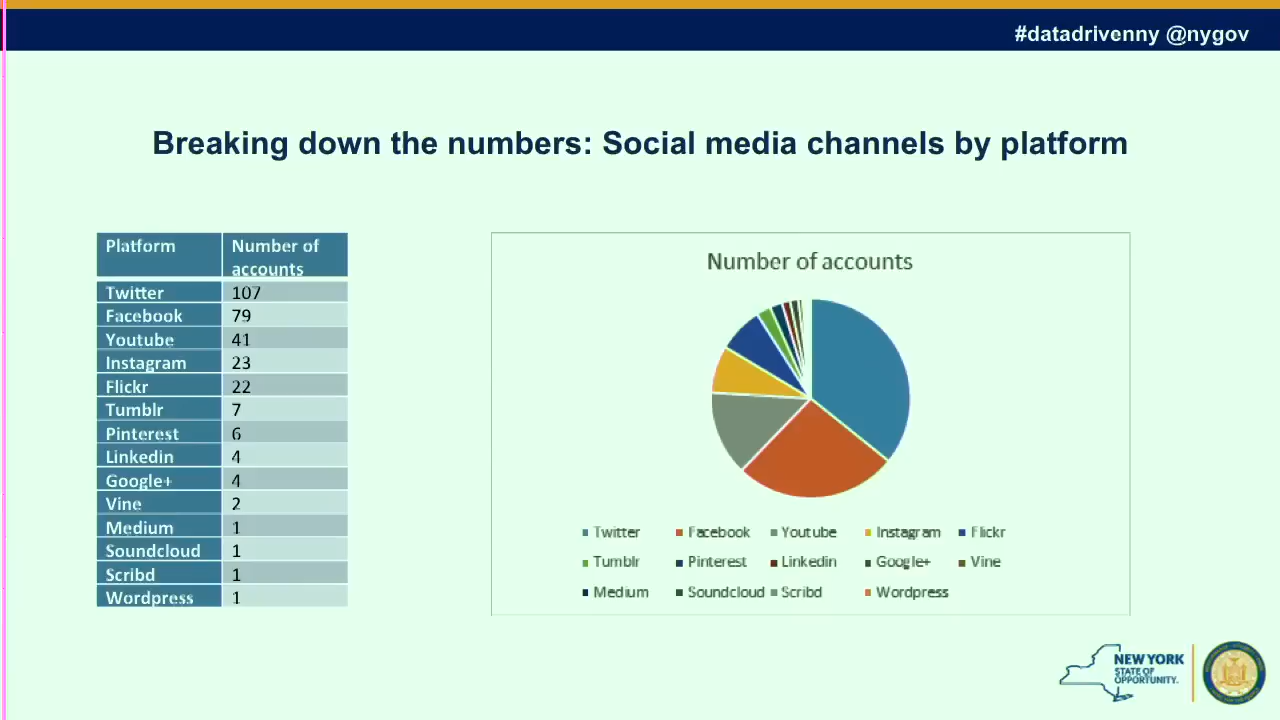 #datadrivenny @nygov
Breaking down the numbers: Social media channels by platform
Platform Number of
accounts
Twitter 107
Facebook 79
Youtube 41
Instagram 23
Flickr 22
Tumblr 7
Pinterest 6
Linkedin 4
Google+ 4
Vine 2
Medium 1
Soundcloud 1
Scribd 1
Wordpress 1
Number of accounts
Twitter Facebook Youtube Instagram Flickr
Tumblr Pinterest Linkedin Google+ Vine
Medium Soundcloud Scribd Wordpress
NEW YORK
STATE OF
OPPORTUNITY.